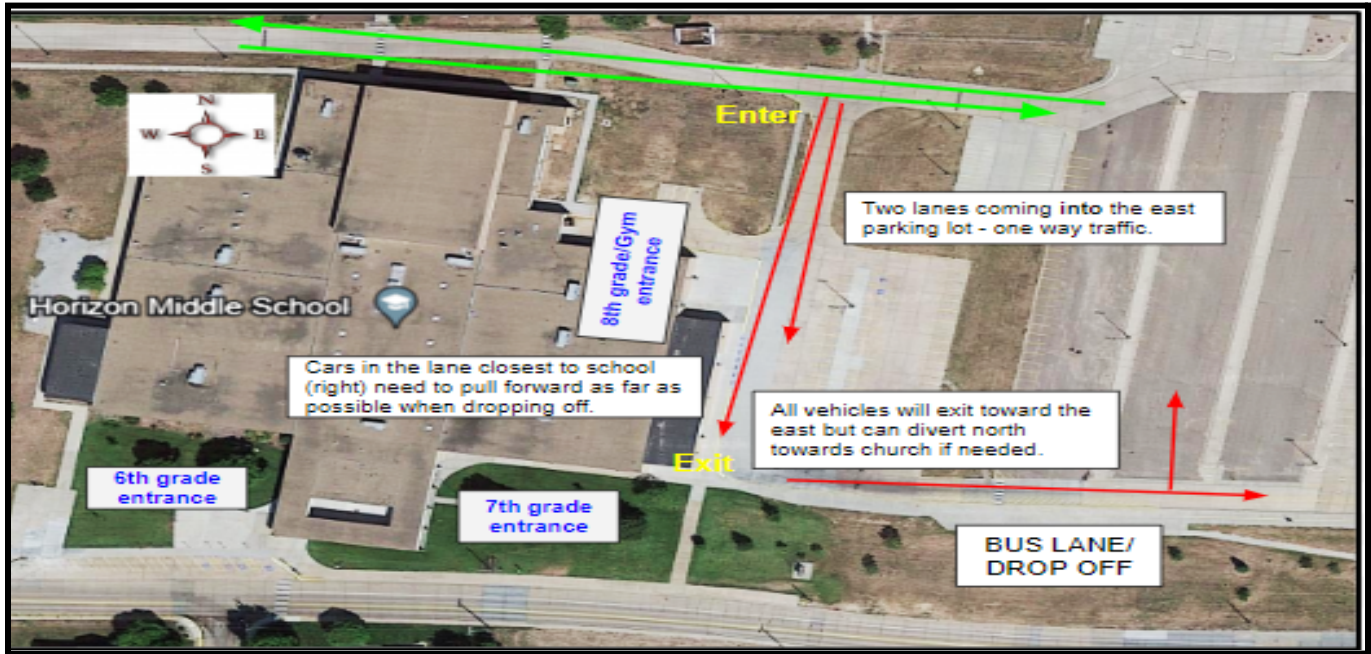 N
W E
S
Enter
Two lanes coming into the east
parking lot - one way traffic.
8th grade/Gym
entrance
Horizon Middle School
Cars in the lane closest to school
(right) need to pull forward as far as
possible when dropping off.
All vehicles will exit toward the
east but can divert north
towards church if needed.
Exit
6th grade
entrance
7th grade
entrance
BUS LANE/
DROP OFF